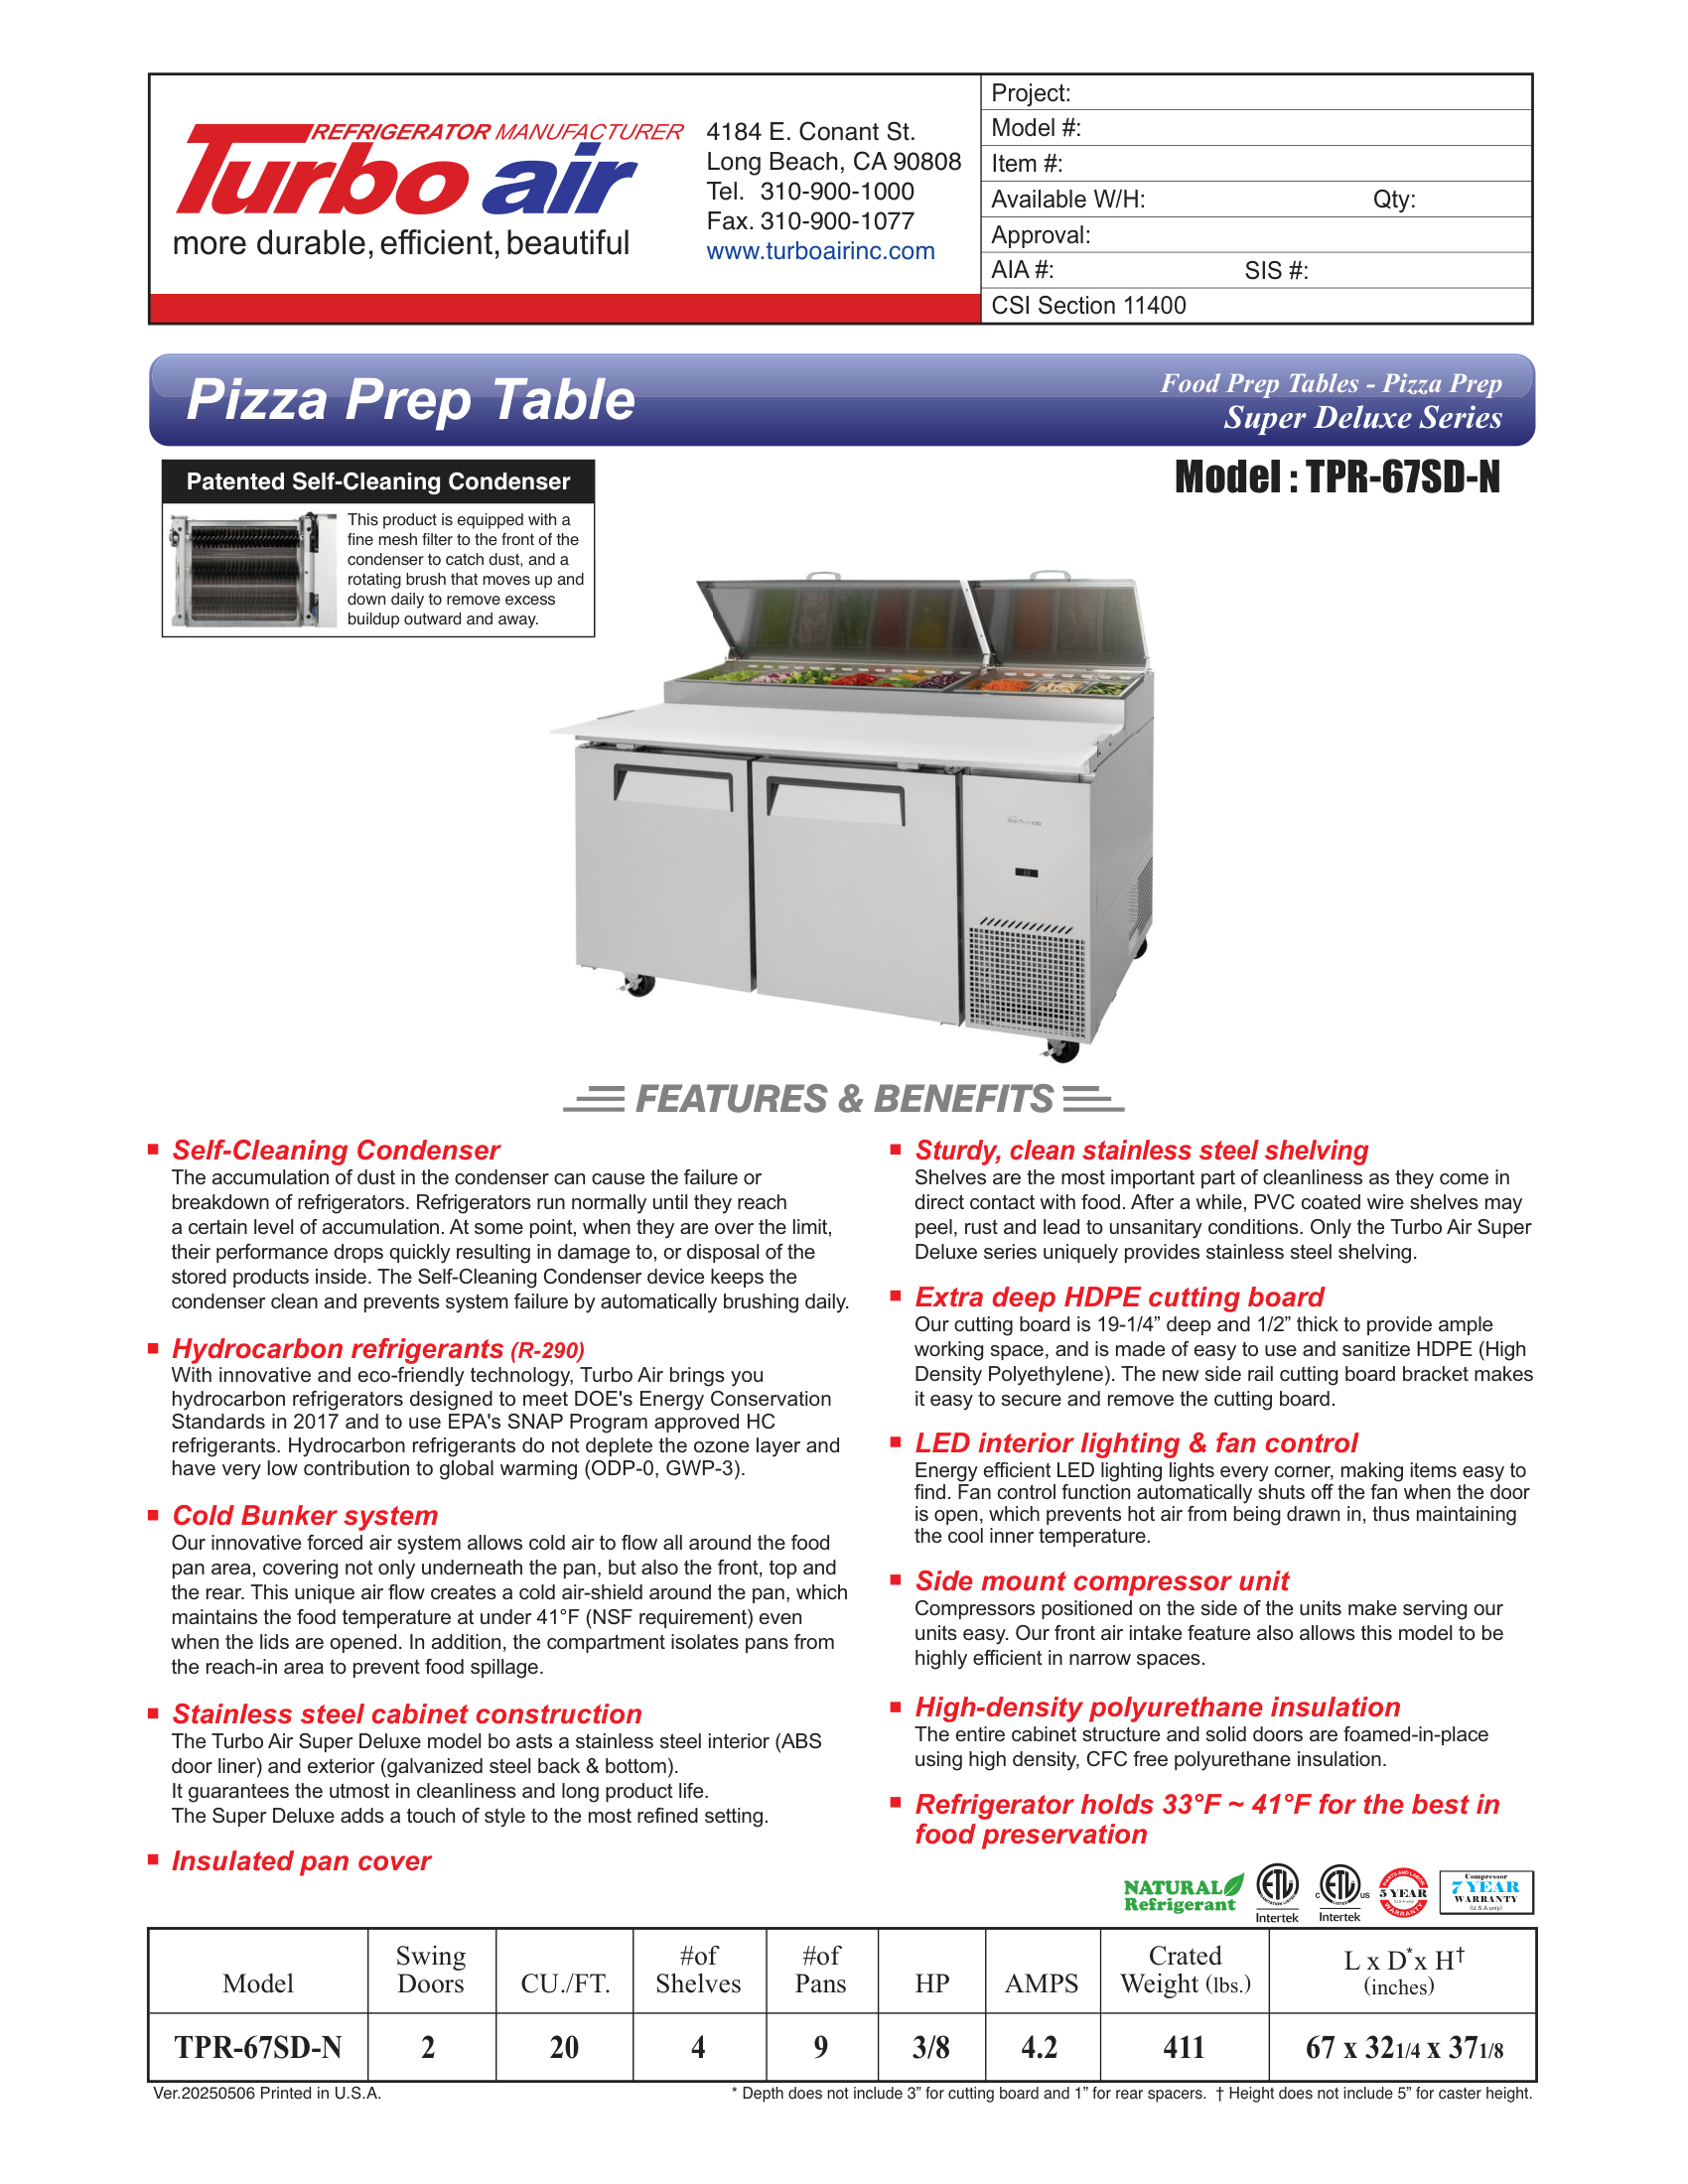 REFRIGERATOR MANUFACTURER
Turbo air
more durable, efficient, beautiful
4184 E. Conant St.
Long Beach, CA 90808
Tel. 310-900-1000
Fax. 310-900-1077
www.turboairinc.com
Project:
Model #:
Item #:
Available W/H: Qty:
Approval:
AIA #: SIS #:
CSI Section 11400
Pizza Prep Table
Food Prep Tables - Pizza Prep
Super Deluxe Series
Model : TPR-67SD-N
Patented Self-Cleaning Condenser
This product is equipped with a
fine mesh filter to the front of the
condenser to catch dust, and a
rotating brush that moves up and
down daily to remove excess
buildup outward and away.
Turbo air
FEATURES & BENEFITS
Self-Cleaning Condenser
The accumulation of dust in the condenser can cause the failure or
breakdown of refrigerators. Refrigerators run normally until they reach
a certain level of accumulation. At some point, when they are over the limit,
their performance drops quickly resulting in damage to, or disposal of the
stored products inside. The Self-Cleaning Condenser device keeps the
condenser clean and prevents system failure by automatically brushing daily.
Hydrocarbon refrigerants (R-290)
With innovative and eco-friendly technology, Turbo Air brings you
hydrocarbon refrigerators designed to meet DOE's Energy Conservation
Standards in 2017 and to use EPA's SNAP Program approved HC
refrigerants. Hydrocarbon refrigerants do not deplete the ozone layer and
have very low contribution to global warming (ODP-0, GWP-3).
Cold Bunker system
Our innovative forced air system allows cold air to flow all around the food
pan area, covering not only underneath the pan, but also the front, top and
the rear. This unique air flow creates a cold air-shield around the pan, which
maintains the food temperature at under 41°F (NSF requirement) even
when the lids are opened. In addition, the compartment isolates pans from
the reach-in area to prevent food spillage.
Stainless steel cabinet construction
The Turbo Air Super Deluxe model bo asts a stainless steel interior (ABS
door liner) and exterior (galvanized steel back & bottom).
It guarantees the utmost in cleanliness and long product life.
The Super Deluxe adds a touch of style to the most refined setting.
Insulated pan cover
Sturdy, clean stainless steel shelving
Shelves are the most important part of cleanliness as they come in
direct contact with food. After a while, PVC coated wire shelves may
peel, rust and lead to unsanitary conditions. Only the Turbo Air Super
Deluxe series uniquely provides stainless steel shelving.
Extra deep HDPE cutting board
Our cutting board is 19-1/4” deep and 1/2” thick to provide ample
working space, and is made of easy to use and sanitize HDPE (High
Density Polyethylene). The new side rail cutting board bracket makes
it easy to secure and remove the cutting board.
LED interior lighting & fan control
Energy efficient LED lighting lights every corner, making items easy to
find. Fan control function automatically shuts off the fan when the door
is open, which prevents hot air from being drawn in, thus maintaining
the cool inner temperature.
Side mount compressor unit
Compressors positioned on the side of the units make serving our
units easy. Our front air intake feature also allows this model to be
highly efficient in narrow spaces.
High-density polyurethane insulation
The entire cabinet structure and solid doors are foamed-in-place
using high density, CFC free polyurethane insulation.
Refrigerator holds 33°F ~ 41°F for the best in
food preservation
NATURAL
Refrigerant
ETL
Intertek
C ETL US
Intertek
PARTS AND LABOR
5 YEAR
(U.S.A only)
WARRANTY
Compressor
7 YEAR
WARRANTY
(U.S.A only)
Model Swing Doors CU./FT. #of Shelves #of Pans HP AMPS Crated Weight (lbs.) L x D* x H† (inches)
TPR-67SD-N 2 20 4 9 3/8 4.2 411 67 x 321/4 x 371/8
Ver.20250506 Printed in U.S.A.
* Depth does not include 3” for cutting board and 1” for rear spacers. † Height does not include 5” for caster height.